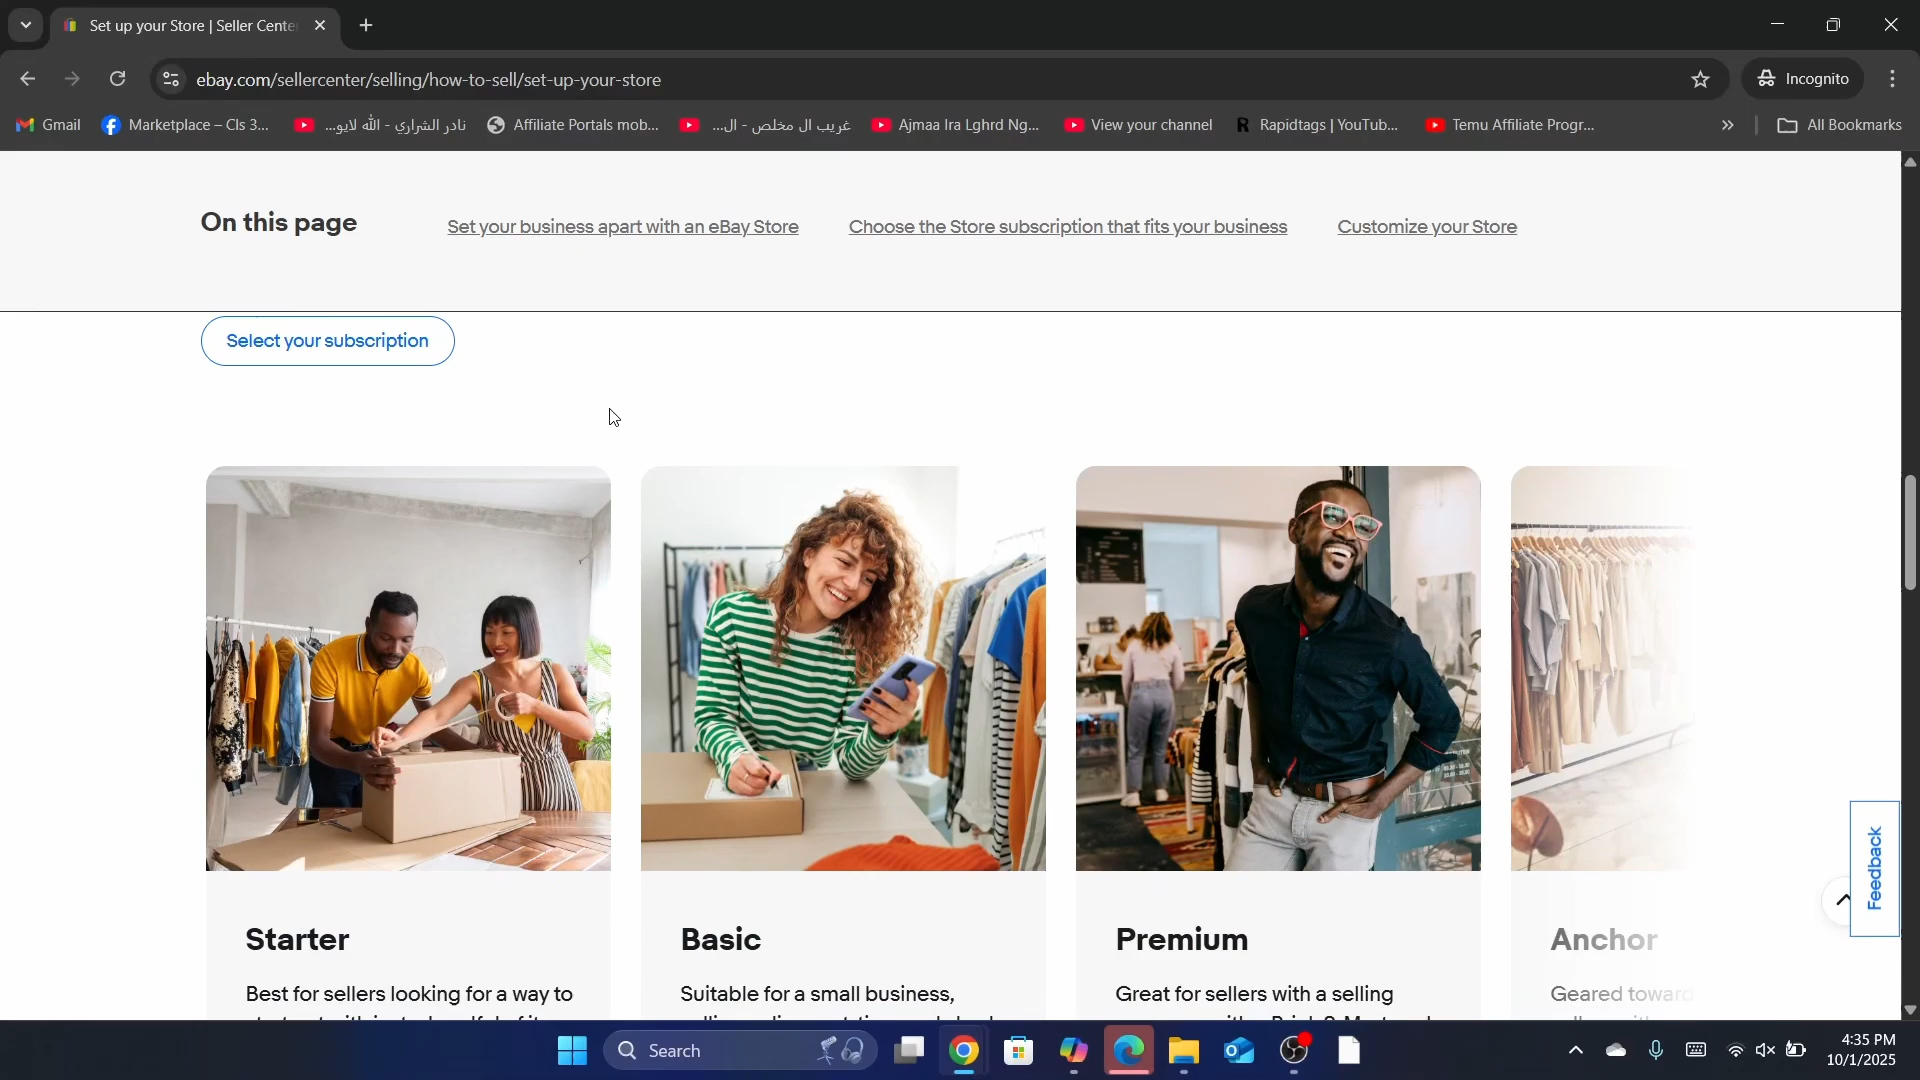 Set up your Store | Seller Cente
ebay.com/sellercenter/selling/how-to-sell/set-up-your-store
Incognito
Gmail
Marketplace – Cls 3...
نادر الشراري - الله لايو...
Affiliate Portals mob...
غريب ال مخلص - ال...
Ajmaa Ira Lghrd Ng...
View your channel
Rapidtags | YouTub...
Temu Affiliate Progr...
All Bookmarks
On this page
Set your business apart with an eBay Store
Choose the Store subscription that fits your business
Customize your Store
Select your subscription
Starter
Basic
Premium
Anchor
Best for sellers looking for a way to
Suitable for a small business,
Great for sellers with a selling
Geared toward
Feedback
Search
4:35 PM
10/1/2025